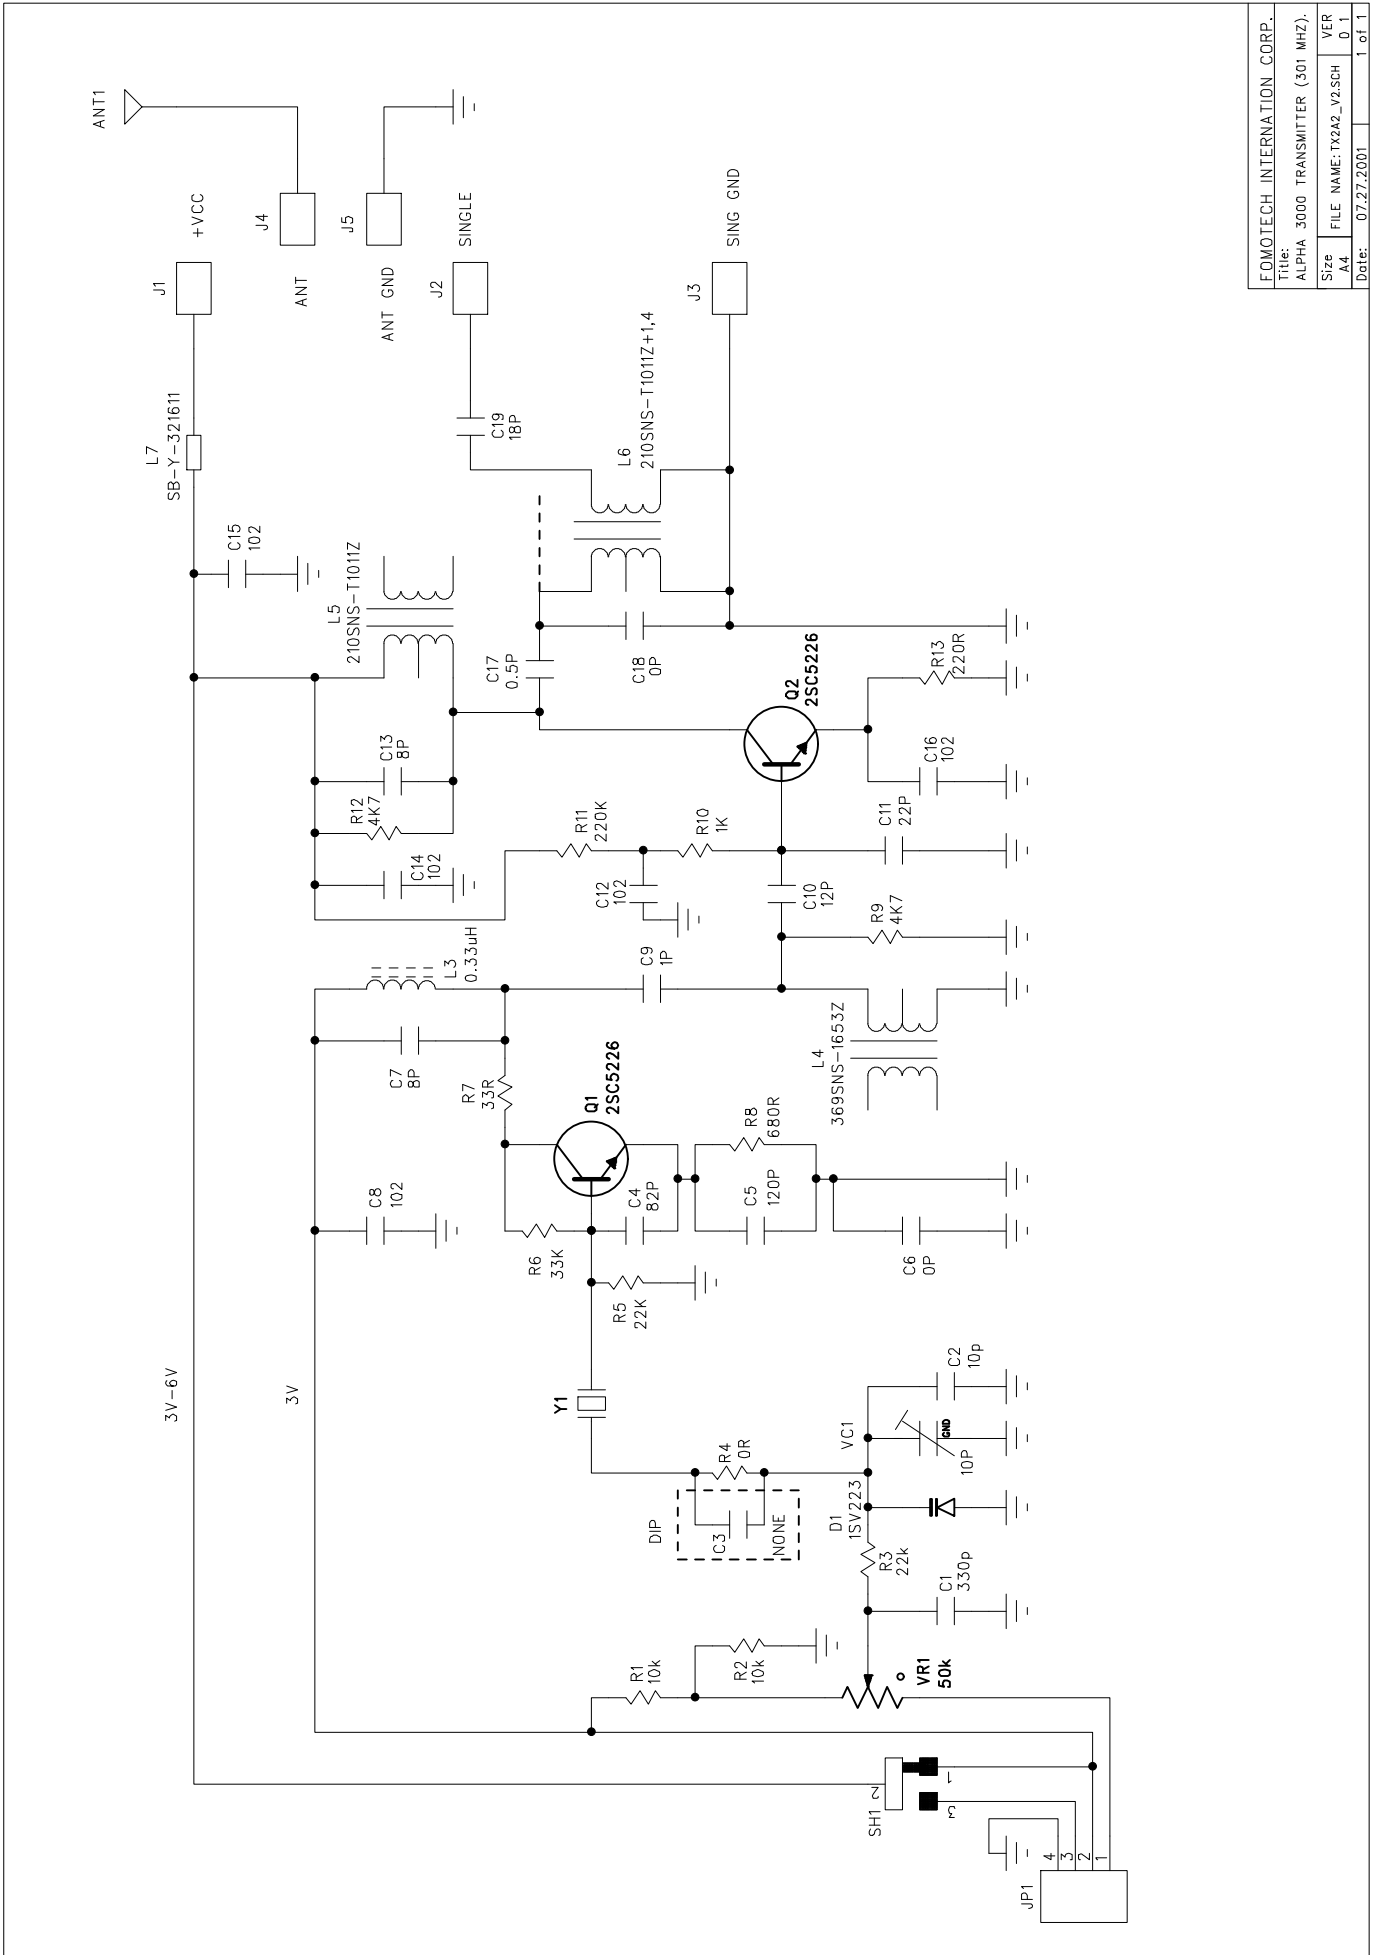 ANT1
+VCC
J1
J4
ANT
J5
ANT GND
J2
SINGLE
J3
SING GND
L7
SB-Y-321611
C15
102
L5
210SNS-T1011Z
C19
18P
L6
210SNS-T1011Z+1,4
C17
0.5P
C18
0P
Q2
2SC5226
R13
220R
C16
102
C13
8P
R12
4K7
C14
102
R11
220K
R10
1K
C12
102
C11
22P
C10
12P
R9
4K7
L3
0.33uH
C9
1P
L4
369SNS-1653Z
C7
8P
R7
33R
Q1
2SC5226
C8
102
R6
33K
C4
82P
R8
680R
C5
120P
C6
0P
R5
22K
3V-6V
3V
Y1
R4
0R
DIP
C3
NONE
VC1
10P
GND
C2
10p
D1
1SV223
R3
22k
C1
330p
R1
10k
R2
10k
VR1
50k
SH1
2
1
3
JP1
4
3
2
1
FOMOTECH INTERNATION CORP.
Title:
ALPHA 3000 TRANSMITTER (301 MHZ).
Size
A4
FILE NAME: TX2A2_V2.SCH
VER
0 1
Date:
07.27.2001
1 of 1